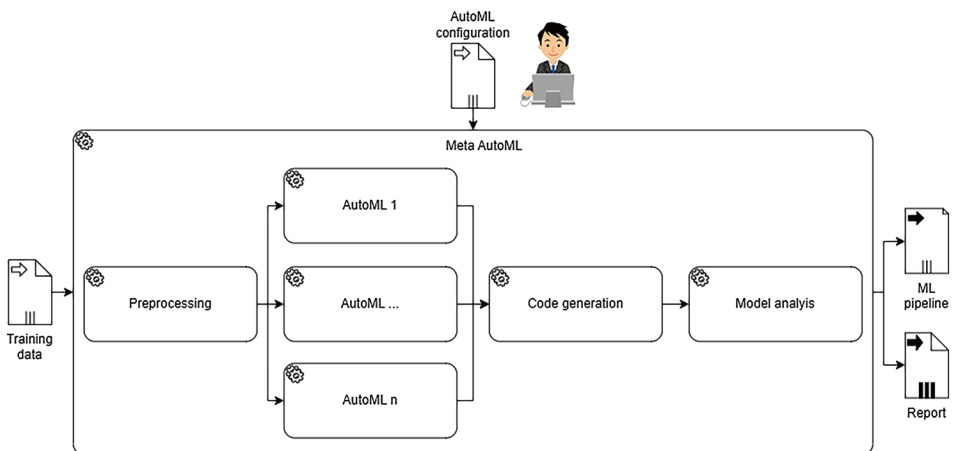 AutoML
configuration
Meta AutoML
AutoML 1
Preprocessing
AutoML ...
Code generation
Model analyis
AutoML n
Training
data
ML
pipeline
Report